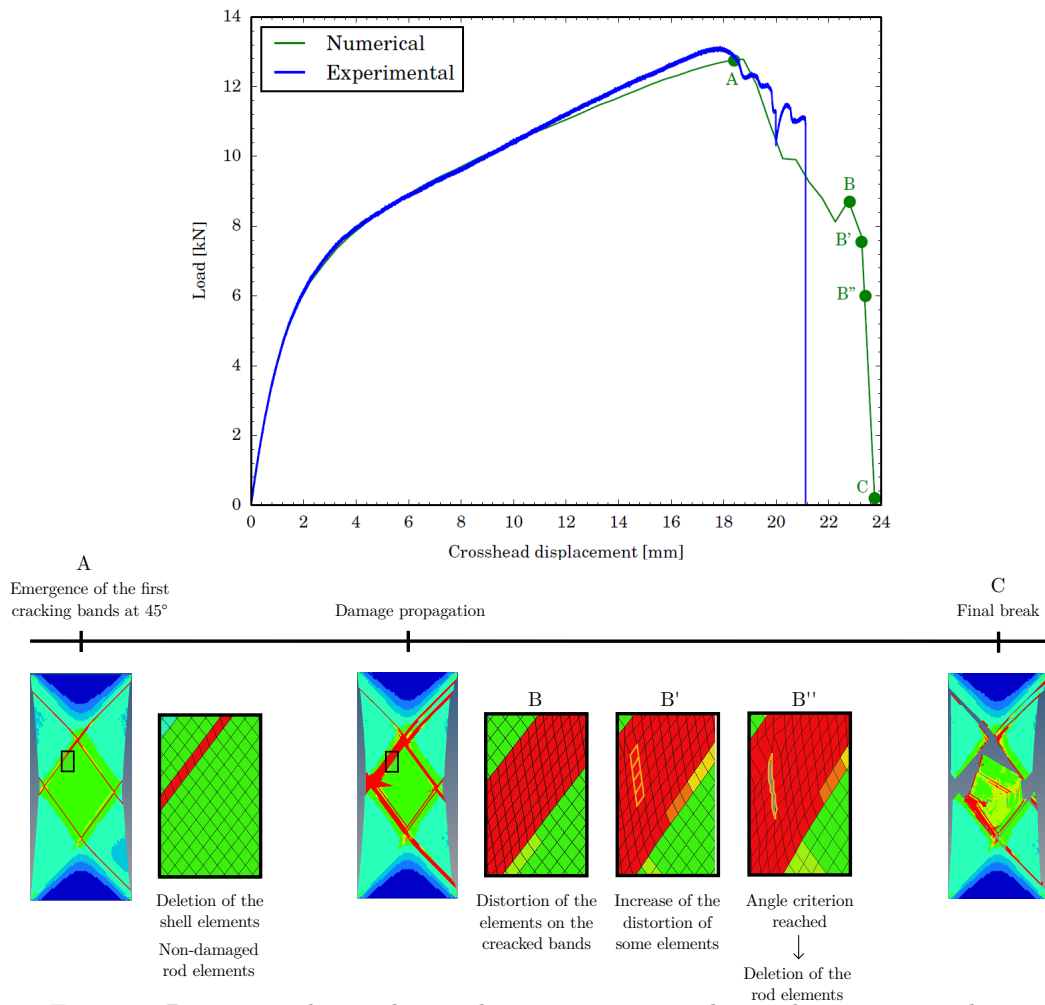 14
12
10
8
6
4
2
0
Load [kN]
Numerical
Experimental
A
B
B’
B”
C
0 2 4 6 8 10 12 14 16 18 20 22 24
Crosshead displacement [mm]
A
Emergence of the first
cracking bands at 45°
Damage propagation
C
Final break
B
B'
B''
Deletion of the
shell elements
Non-damaged
rod elements
Distortion of the
elements on the
creacked bands
Increase of the
distortion of
some elements
Angle criterion
reached
Deletion of the
rod elements